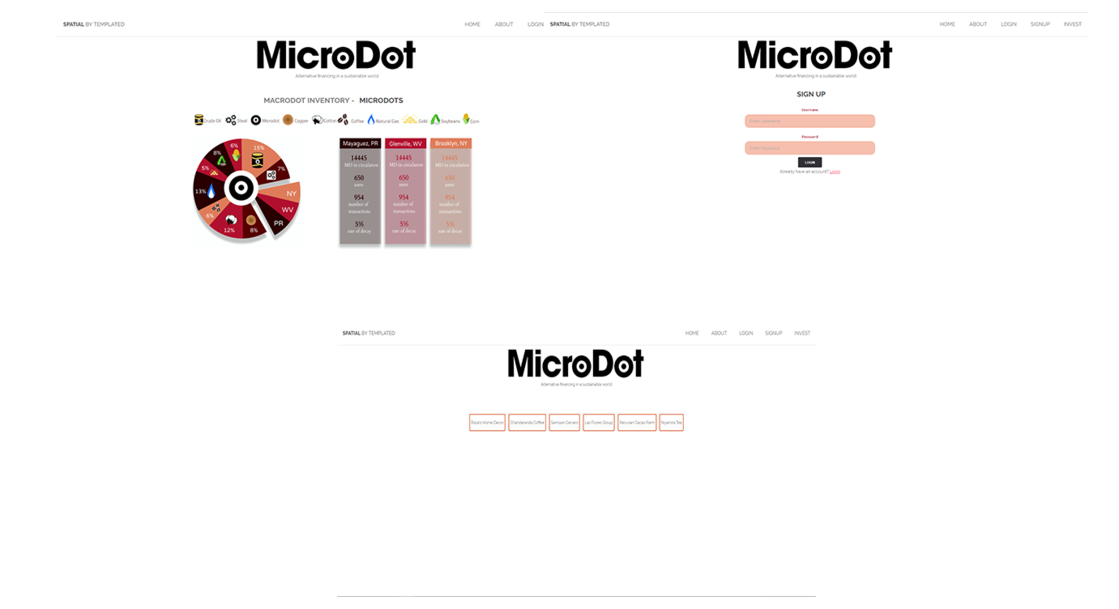 SPATIAL BY TEMPLATED HOME ABOUT LOGIN
MicroDot
Alternative financing in a sustainable world
MACRODOT INVENTORY - MICRODOTS
Crude Oil Steal Microdot Copper Cotton Coffee Natural Gas Gold Soybeans Corn
6% 15% 7% NY WV PR 8% 12% 6% 13% 5% 8%
Mayaguez, PR Glenville, WV Brooklyn, NY
14445 14445 14445
MD in circulation MD in circulation MD in circulation
650 650 650
users users users
954 954 954
number of number of number of
transactions transactions transactions
5% 5% 5%
rate of decay rate of decay rate of decay
SPATIAL BY TEMPLATED HOME ABOUT LOGIN SIGNUP INVEST
MicroDot
Alternative financing in a sustainable world
SIGN UP
Username
Enter Username
Password
Enter Password
LOGIN
Already have an account? Login
SPATIAL BY TEMPLATED HOME ABOUT LOGIN SIGNUP INVEST
MicroDot
Alternative financing in a sustainable world
Home Decor Coffee Las Flores Group Peruvian Cacao Farm Tea